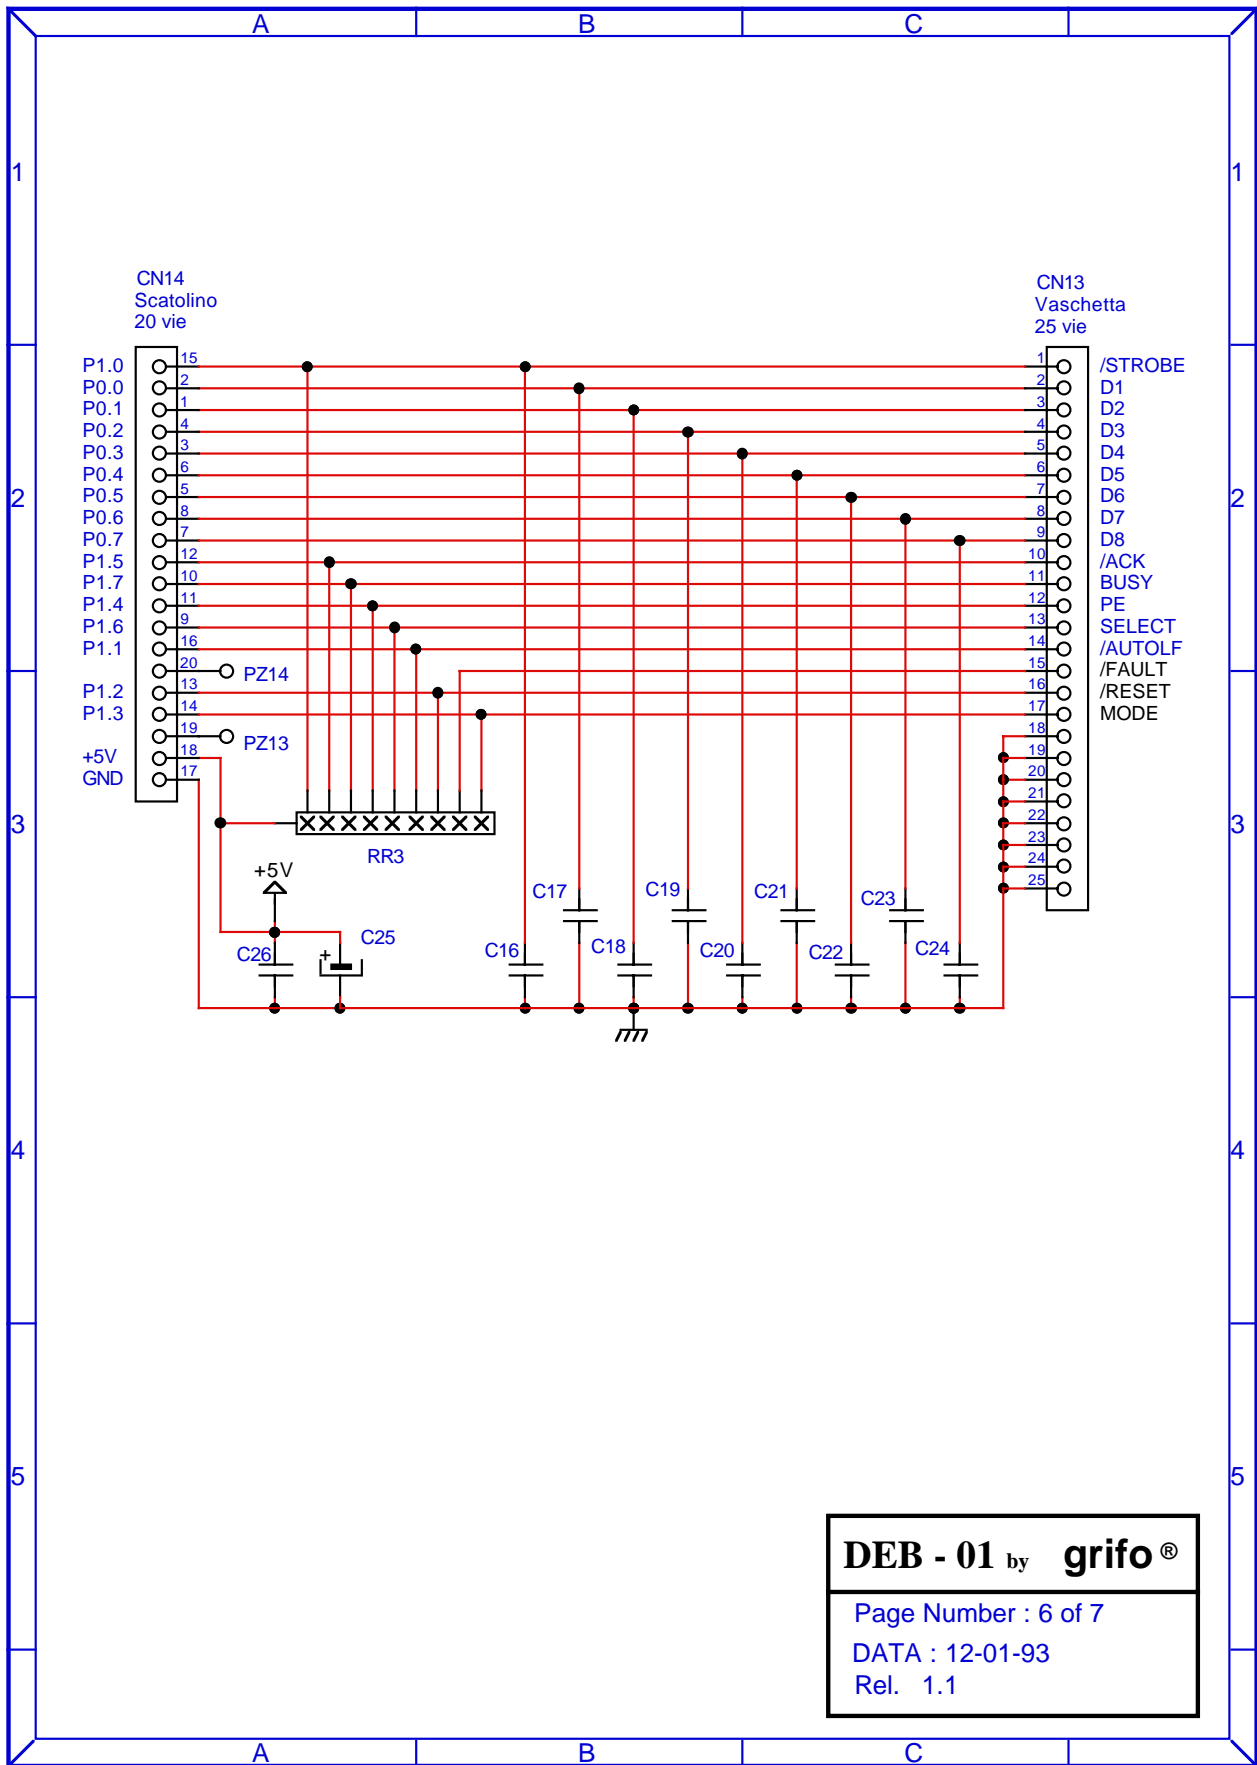 A B C
1 1
CN14
Scatolino
20 vie
CN13
Vaschetta
25 vie
P1.0 15 1 /STROBE
P0.0 2 2 D1
P0.1 1 3 D2
P0.2 4 4 D3
P0.3 3 5 D4
P0.4 6 6 D5
P0.5 5 7 D6
2 2
P0.6 8 8 D7
P0.7 7 9 D8
P1.5 12 10 /ACK
P1.7 10 11 BUSY
P1.4 11 12 PE
P1.6 9 13 SELECT
P1.1 16 14 /AUTOLF
20 PZ14 15 /FAULT
P1.2 13 16 /RESET
P1.3 14 17 MODE
19 PZ13 18
+5V 18 19
GND 17 20
21
22
3 3
23
RR3
24
+5V
25
C17 C19 C21 C23
+
C26 C25 C16 C18 C20 C22 C24
4 4
5 5
DEB - 01 by grifo ®
Page Number : 6 of 7
DATA : 12-01-93
Rel. 1.1
A B C